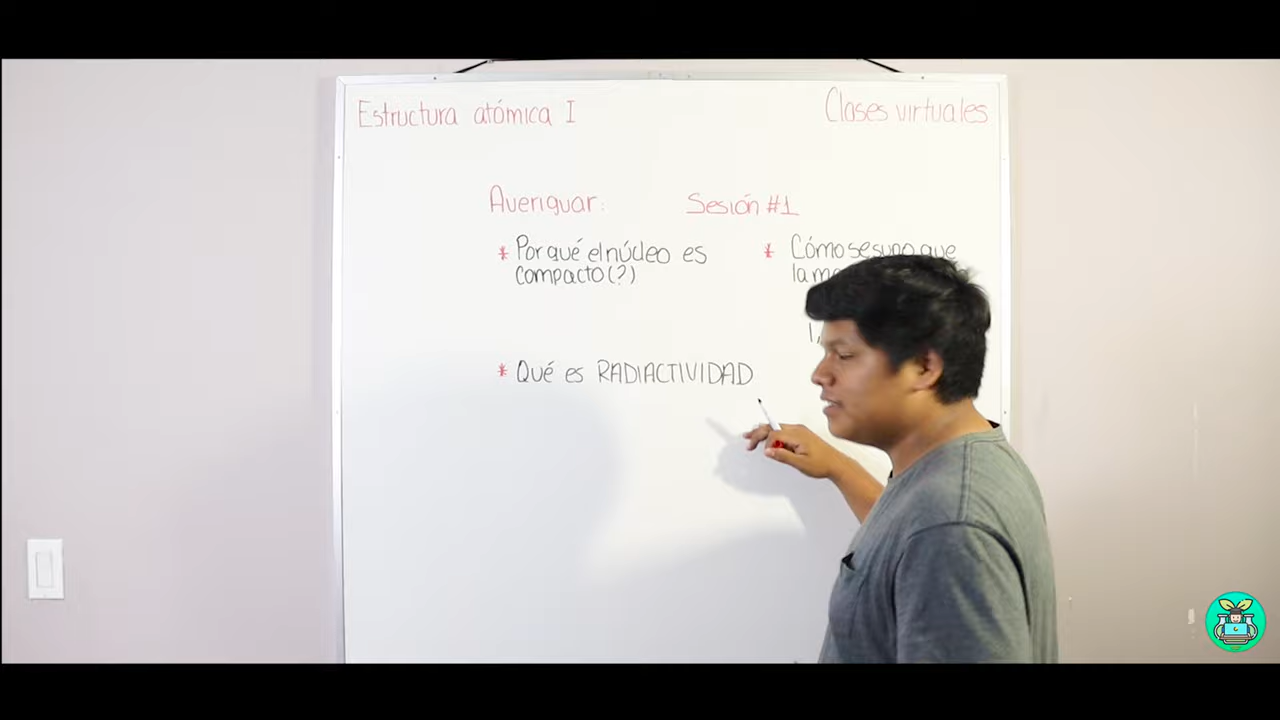 Estructura atómica I
Clases virtuales
Averiguar:
Sesión #1
* Por qué el núcleo es
compacto(?)
* Cómo se supo que
la
* Qué es RADIACTIVIDAD